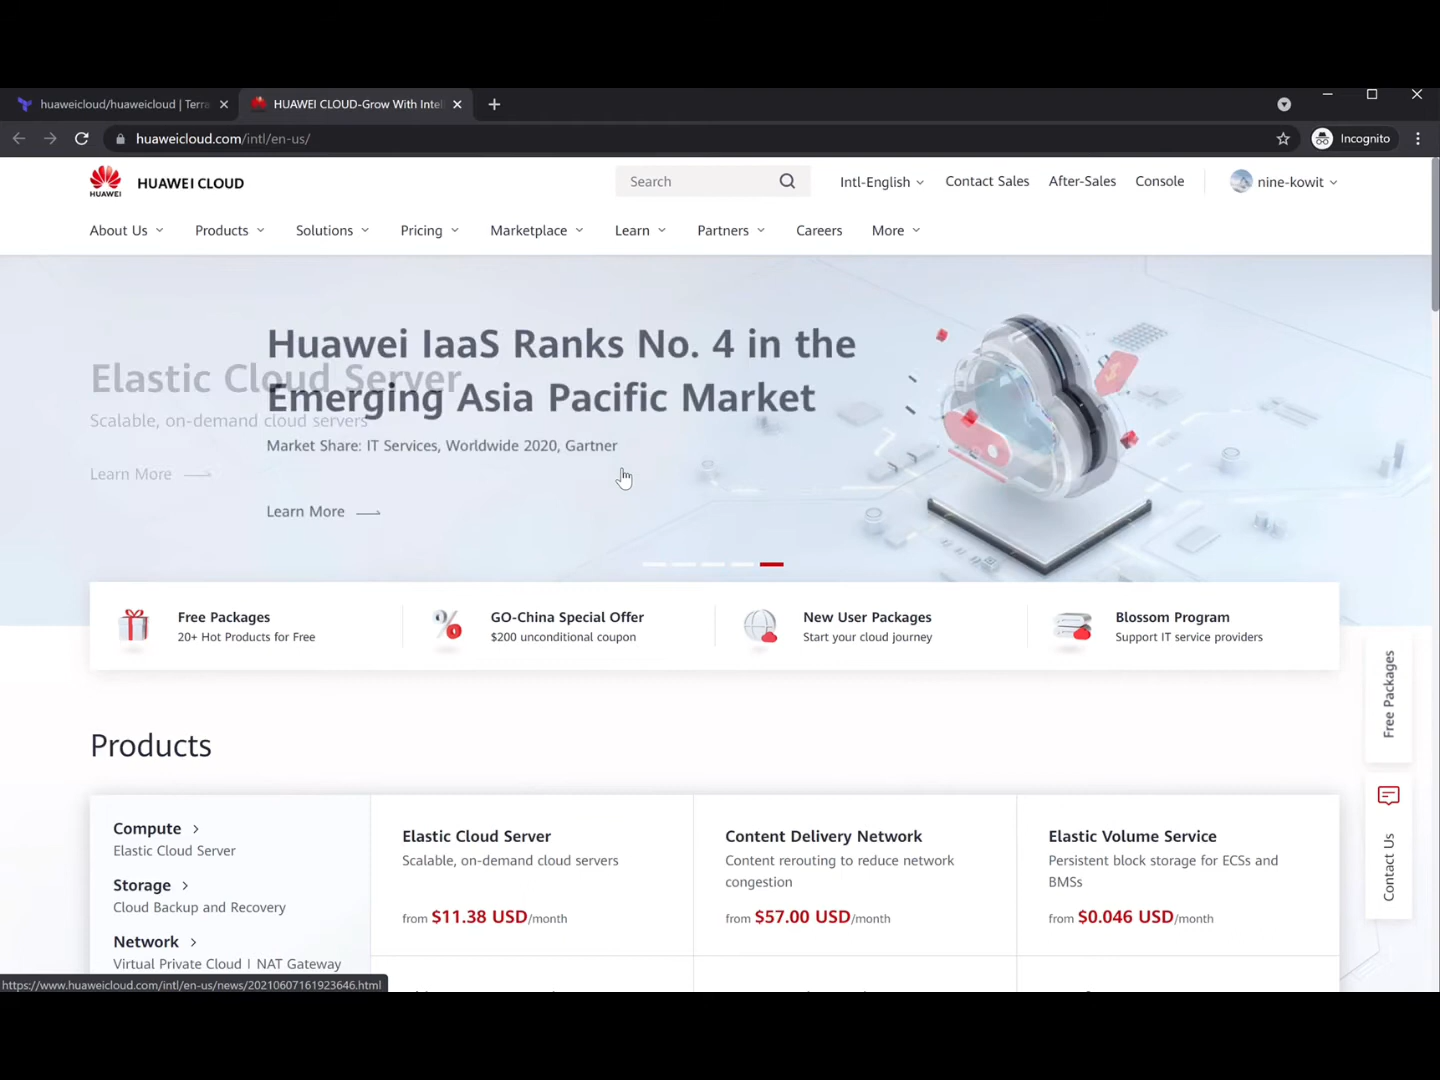 huaweicloud/huaweicloud | Terra
HUAWEI CLOUD-Grow With Intel
huaweicloud.com/intl/en-us/
Incognito
HUAWEI
HUAWEI CLOUD
Search
Intl-English
Contact Sales
After-Sales
Console
nine-kowit
About Us
Products
Solutions
Pricing
Marketplace
Learn
Partners
Careers
More
Huawei IaaS Ranks No. 4 in the
Emerging Asia Pacific Market
Market Share: IT Services, Worldwide 2020, Gartner
Learn More
Elastic Cloud Server
Scalable, on-demand cloud servers
Learn More
Free Packages
20+ Hot Products for Free
GO-China Special Offer
$200 unconditional coupon
New User Packages
Start your cloud journey
Blossom Program
Support IT service providers
Free Packages
Contact Us
Products
Compute
Elastic Cloud Server
Storage
Cloud Backup and Recovery
Network
Virtual Private Cloud | NAT Gateway
Elastic Cloud Server
Scalable, on-demand cloud servers
from $11.38 USD/month
Content Delivery Network
Content rerouting to reduce network
congestion
from $57.00 USD/month
Elastic Volume Service
Persistent block storage for ECSs and
BMSs
from $0.046 USD/month
https://www.huaweicloud.com/intl/en-us/news/20210607161923646.html